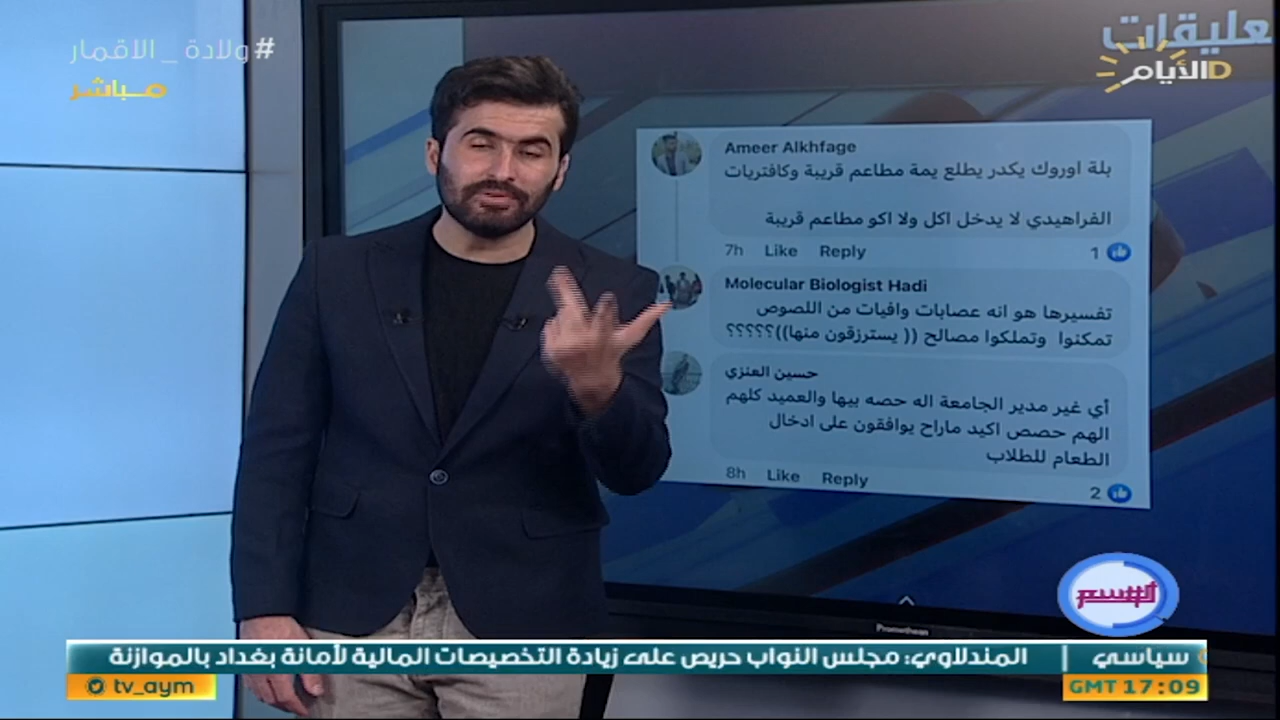 #ولادة_الاقمار
مباشر
عليقات
الأيام
Ameer Alkhfage
بلة اوروك يكدر يطلع يمة مطاعم قريبة وكافتريات
الفراهيدي لا يدخل اكل ولا اكو مطاعم قريبة
7h Like Reply 1
Molecular Biologist Hadi
تفسيرها هو انه عصابات وافيات من اللصوص
تمكنوا وتملكوا مصالح (( يسترزقون منها))؟؟؟؟؟
حسين العنزي
أي غير مدير الجامعة اله حصه بيها والعميد كلهم
الهم حصص اكيد ماراح يوافقون على ادخال
الطعام للطلاب
8h Like Reply 2
Promethean
سياسي | المندلاوي: مجلس النواب حريص على زيادة التخصيصات المالية لأمانة بغداد بالموازنة
tv_aym
GMT 17:09